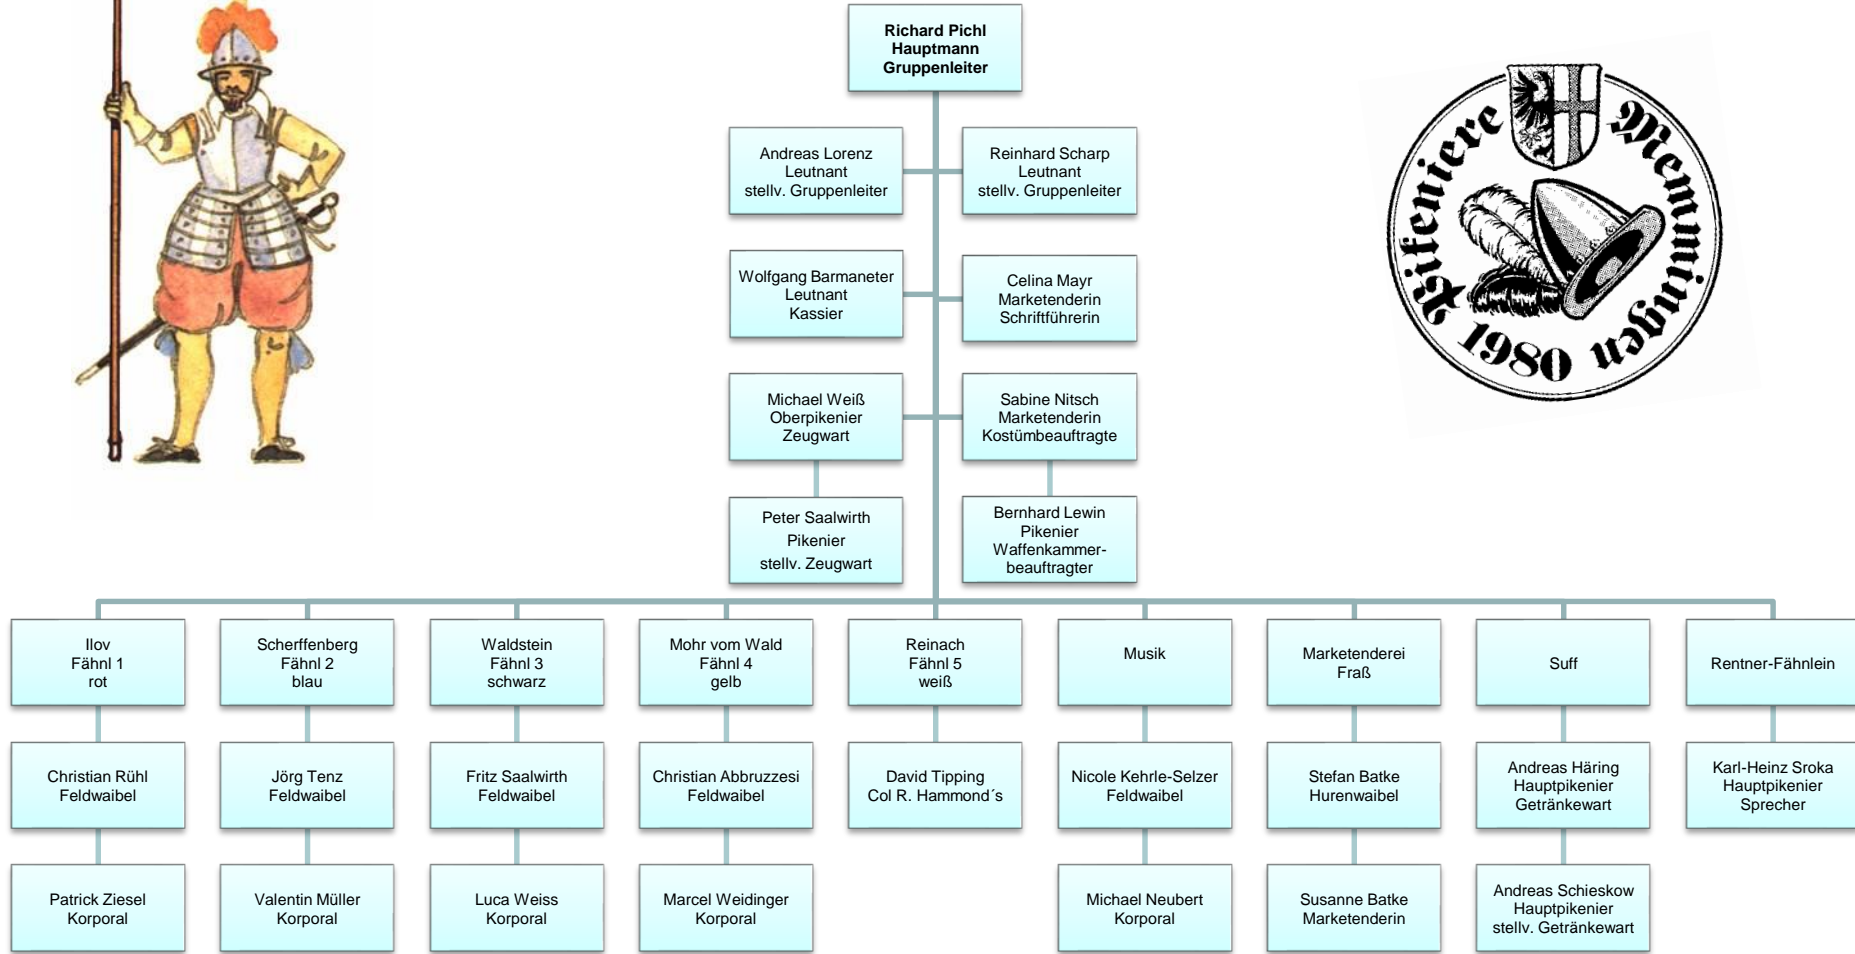 Richard Pichl
Hauptmann
Gruppenleiter
Pikeniere Memmingen
1980
Andreas Lorenz
Leutnant
stellv. Gruppenleiter
Reinhard Scharp
Leutnant
stellv. Gruppenleiter
Wolfgang Barmaneter
Leutnant
Kassier
Celina Mayr
Marketenderin
Schriftführerin
Michael Weiß
Oberpikenier
Zeugwart
Sabine Nitsch
Marketenderin
Kostümbeauftragte
Peter Saalwirth
Pikenier
stellv. Zeugwart
Bernhard Lewin
Pikenier
Waffenkammer-
beauftragter
Ilov
Fähnl 1
rot
Scherffenberg
Fähnl 2
blau
Waldstein
Fähnl 3
schwarz
Mohr vom Wald
Fähnl 4
gelb
Reinach
Fähnl 5
weiß
Musik
Marketenderei
Fraß
Suff
Rentner-Fähnlein
Christian Rühl
Feldwaibel
Jörg Tenz
Feldwaibel
Fritz Saalwirth
Feldwaibel
Christian Abbruzzesi
Feldwaibel
David Tipping
Col R. Hammond´s
Nicole Kehrle-Selzer
Feldwaibel
Stefan Batke
Hurenwaibel
Andreas Häring
Hauptpikenier
Getränkewart
Karl-Heinz Sroka
Hauptpikenier
Sprecher
Patrick Ziesel
Korporal
Valentin Müller
Korporal
Luca Weiss
Korporal
Marcel Weidinger
Korporal
Michael Neubert
Korporal
Susanne Batke
Marketenderin
Andreas Schieskow
Hauptpikenier
stellv. Getränkewart